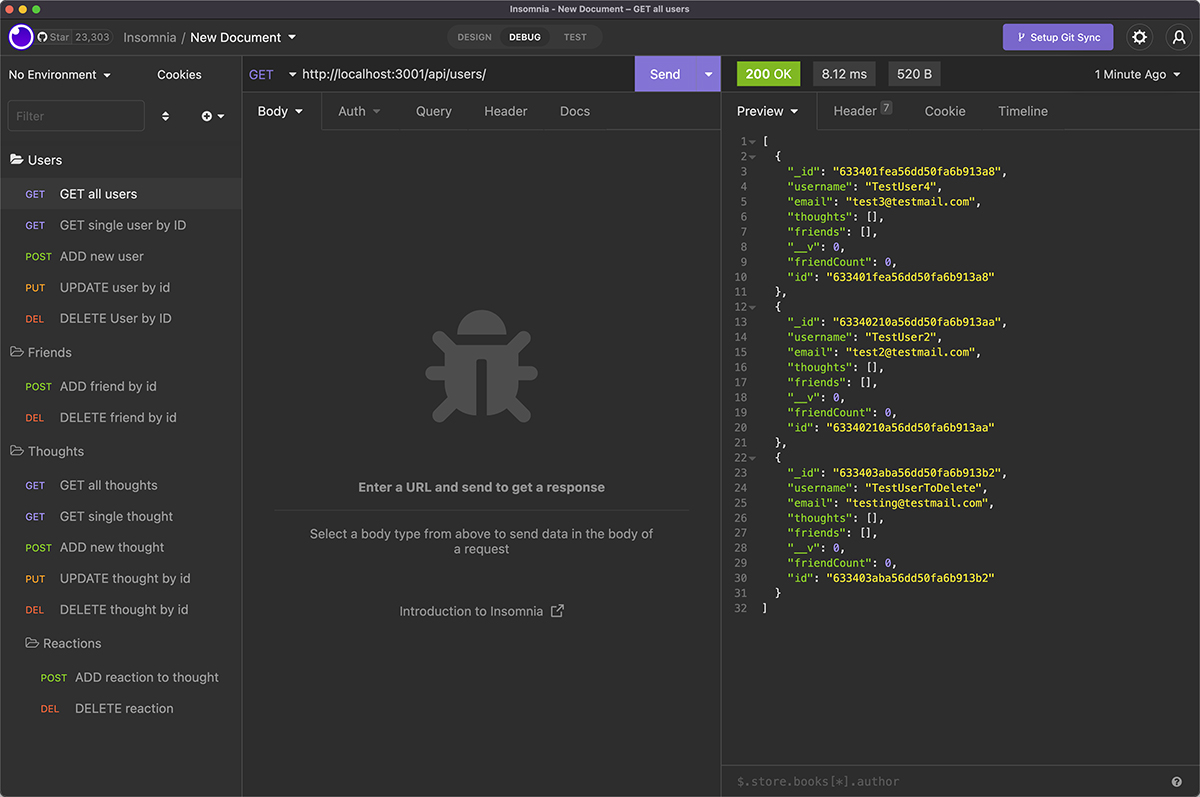 Insomnia - New Document – GET all users
Star 23,303 Insomnia / New Document DESIGN DEBUG TEST Setup Git Sync
No Environment Cookies
Filter
Users
GET GET all users
GET GET single user by ID
POST ADD new user
PUT UPDATE user by id
DEL DELETE User by ID
Friends
POST ADD friend by id
DEL DELETE friend by id
Thoughts
GET GET all thoughts
GET GET single thought
POST ADD new thought
PUT UPDATE thought by id
DEL DELETE thought by id
Reactions
POST ADD reaction to thought
DEL DELETE reaction
GET http://localhost:3001/api/users/ Send
Body Auth Query Header Docs
Enter a URL and send to get a response
Select a body type from above to send data in the body of
a request
Introduction to Insomnia
200 OK 8.12 ms 520 B 1 Minute Ago
Preview Header 7 Cookie Timeline
1 [
2 {
3 "_id": "633401fea56dd50fa6b913a8",
4 "username": "TestUser4",
5 "email": "test3@testmail.com",
6 "thoughts": [],
7 "friends": [],
8 "__v": 0,
9 "friendCount": 0,
10 "id": "633401fea56dd50fa6b913a8"
11 },
12 {
13 "_id": "63340210a56dd50fa6b913aa",
14 "username": "TestUser2",
15 "email": "test2@testmail.com",
16 "thoughts": [],
17 "friends": [],
18 "__v": 0,
19 "friendCount": 0,
20 "id": "63340210a56dd50fa6b913aa"
21 },
22 {
23 "_id": "633403aba56dd50fa6b913b2",
24 "username": "TestUserToDelete",
25 "email": "testing@testmail.com",
26 "thoughts": [],
27 "friends": [],
28 "__v": 0,
29 "friendCount": 0,
30 "id": "633403aba56dd50fa6b913b2"
31 }
32 ]
$.store.books[*].author